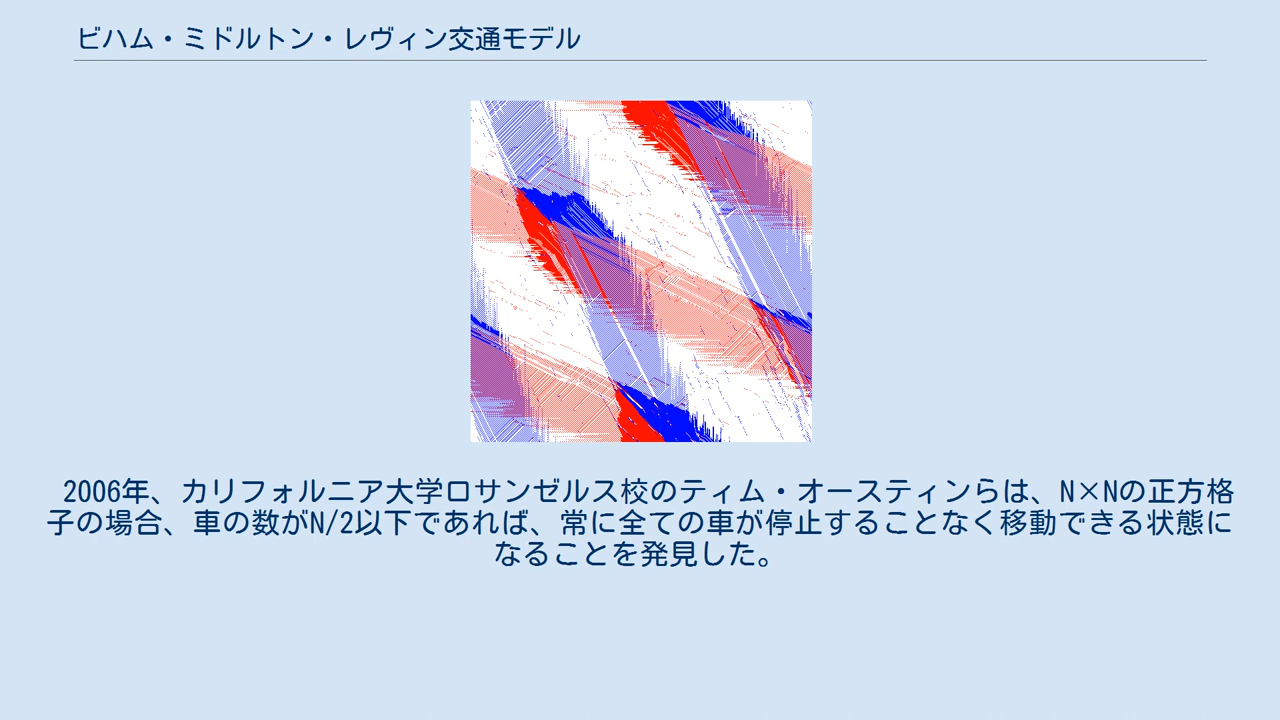 ビハム・ミドルトン・レヴィン交通モデル
2006年、カリフォルニア大学ロサンゼルス校のティム・オースティンらは、N×Nの正方格
子の場合、車の数がN/2以下であれば、常に全ての車が停止することなく移動できる状態に
なることを発見した。